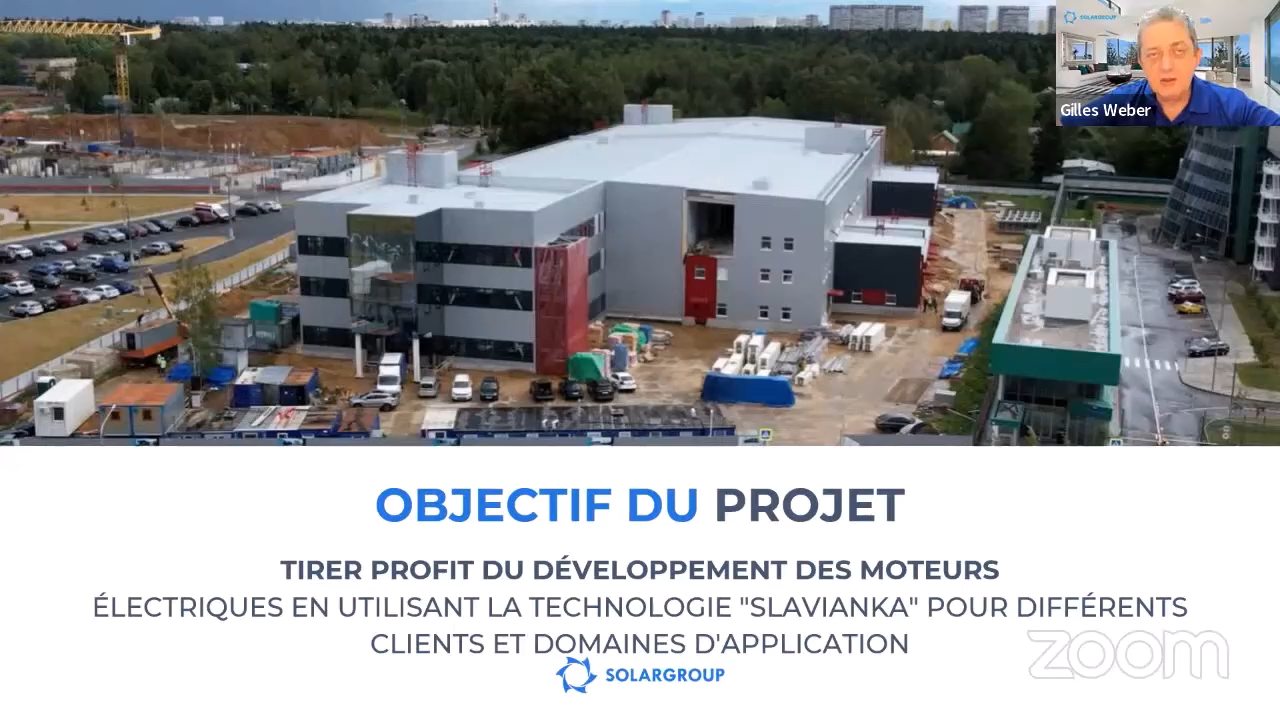 SOLARGROUP
Gilles Weber
OBJECTIF DU PROJET
TIRER PROFIT DU DÉVELOPPEMENT DES MOTEURS
ÉLECTRIQUES EN UTILISANT LA TECHNOLOGIE "SLAVIANKA" POUR DIFFÉRENTS
CLIENTS ET DOMAINES D'APPLICATION
zoom
SOLARGROUP